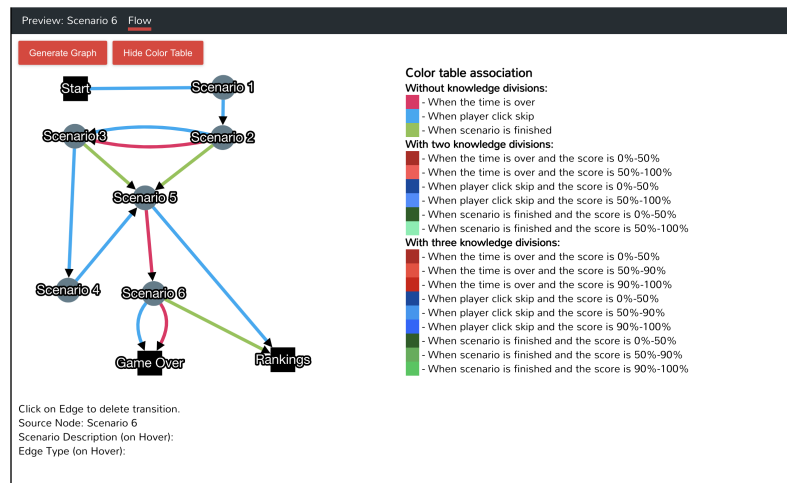 Preview: Scenario 6 Flow
Generate Graph Hide Color Table
Start
Scenario 1
Scenario 3
Scenario 2
Scenario 5
Scenario 4
Scenario 6
Game Over
Rankings
Color table association
Without knowledge divisions:
- When the time is over
- When player click skip
- When scenario is finished
With two knowledge divisions:
- When the time is over and the score is 0%-50%
- When the time is over and the score is 50%-100%
- When player click skip and the score is 0%-50%
- When player click skip and the score is 50%-100%
- When scenario is finished and the score is 0%-50%
- When scenario is finished and the score is 50%-100%
With three knowledge divisions:
- When the time is over and the score is 0%-50%
- When the time is over and the score is 50%-90%
- When the time is over and the score is 90%-100%
- When player click skip and the score is 0%-50%
- When player click skip and the score is 50%-90%
- When player click skip and the score is 90%-100%
- When scenario is finished and the score is 0%-50%
- When scenario is finished and the score is 50%-90%
- When scenario is finished and the score is 90%-100%
Click on Edge to delete transition.
Source Node: Scenario 6
Scenario Description (on Hover):
Edge Type (on Hover):